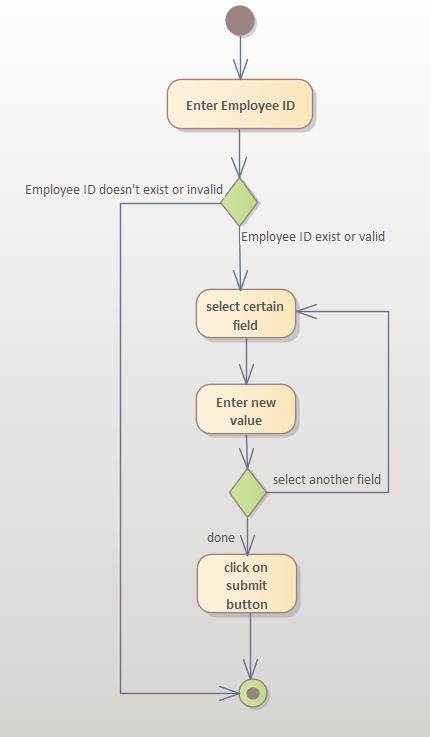 Enter Employee ID
Employee ID doesn't exist or invalid
Employee ID exist or valid
select certain
field
Enter new
value
select another field
done
click on
submit
button